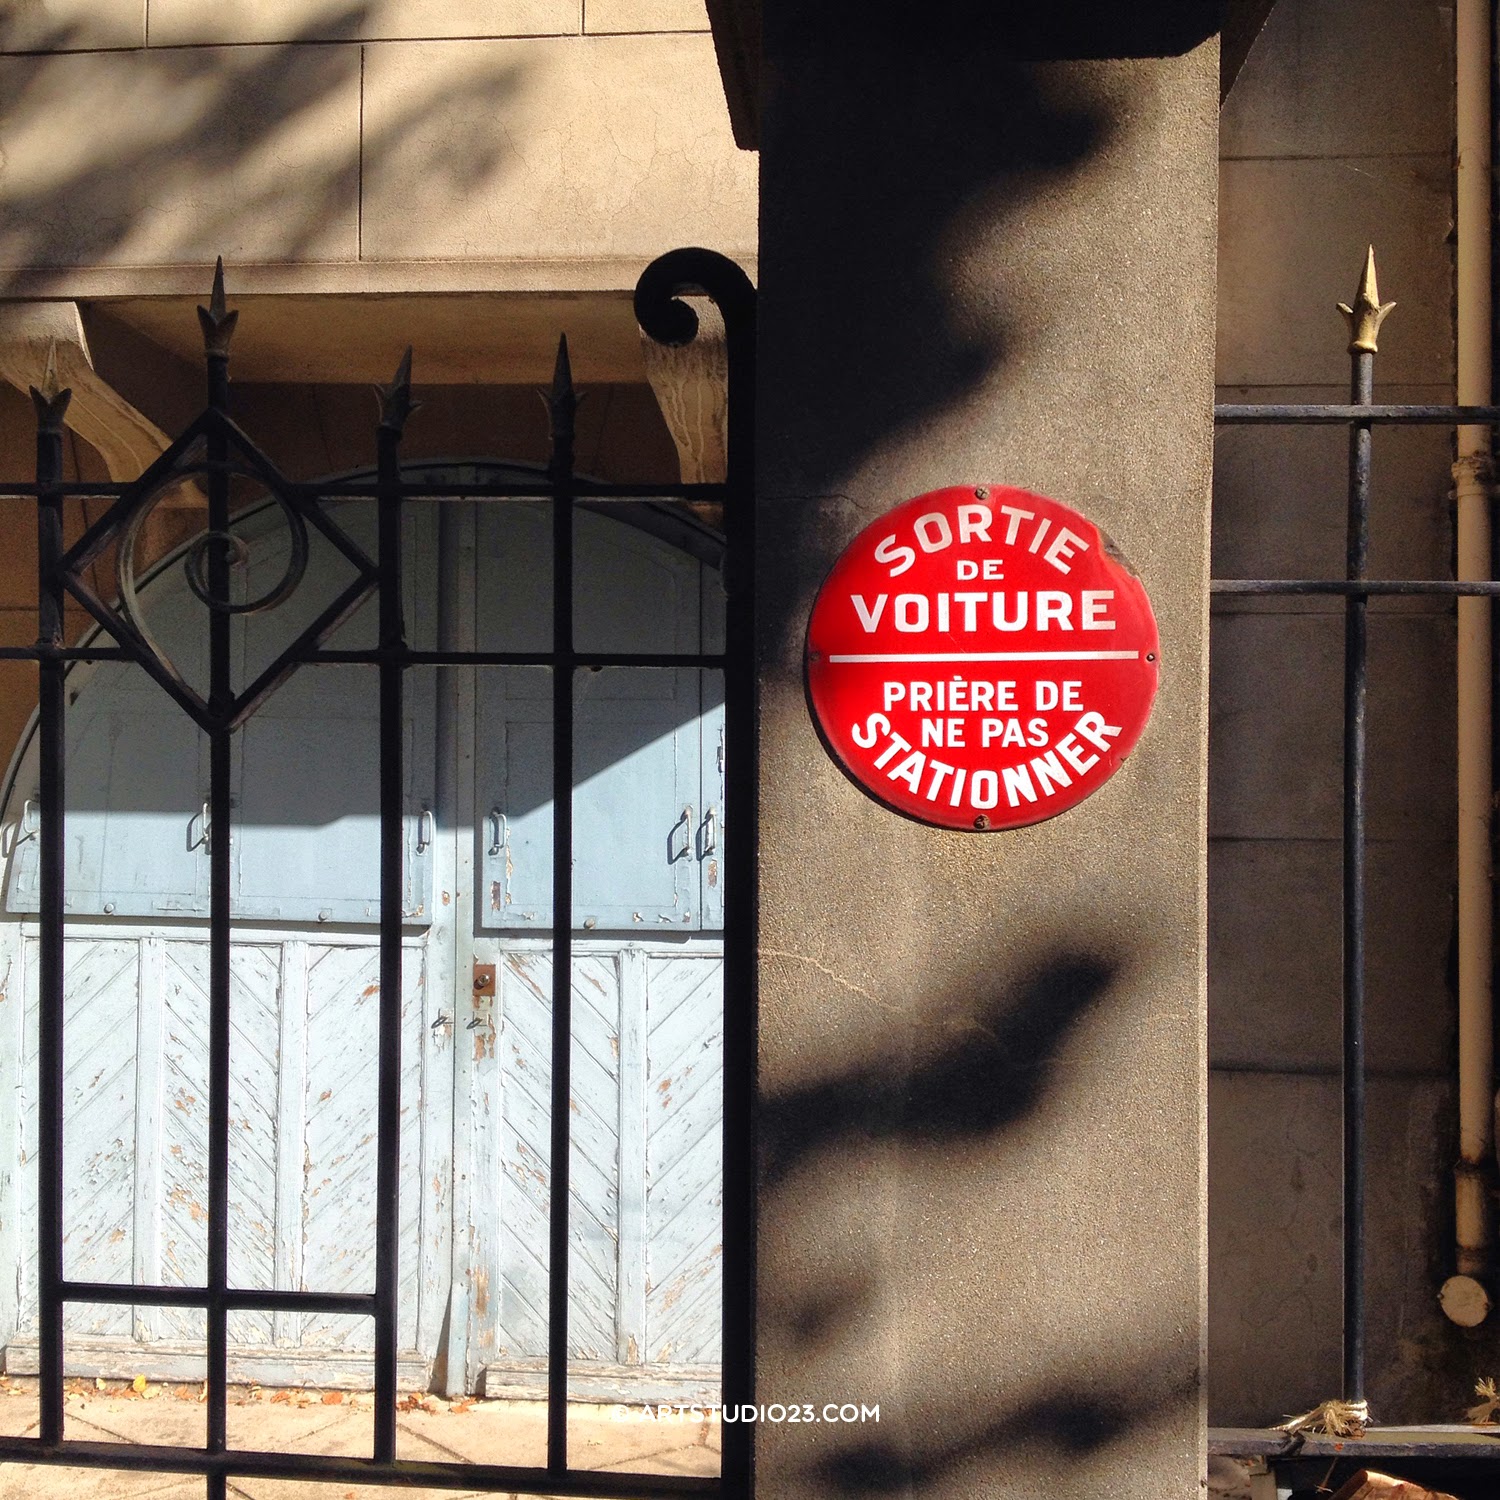 SORTIE
DE
VOITURE
PRIÈRE DE
NE PAS
STATIONNER
© ARTSTUDIO23.COM